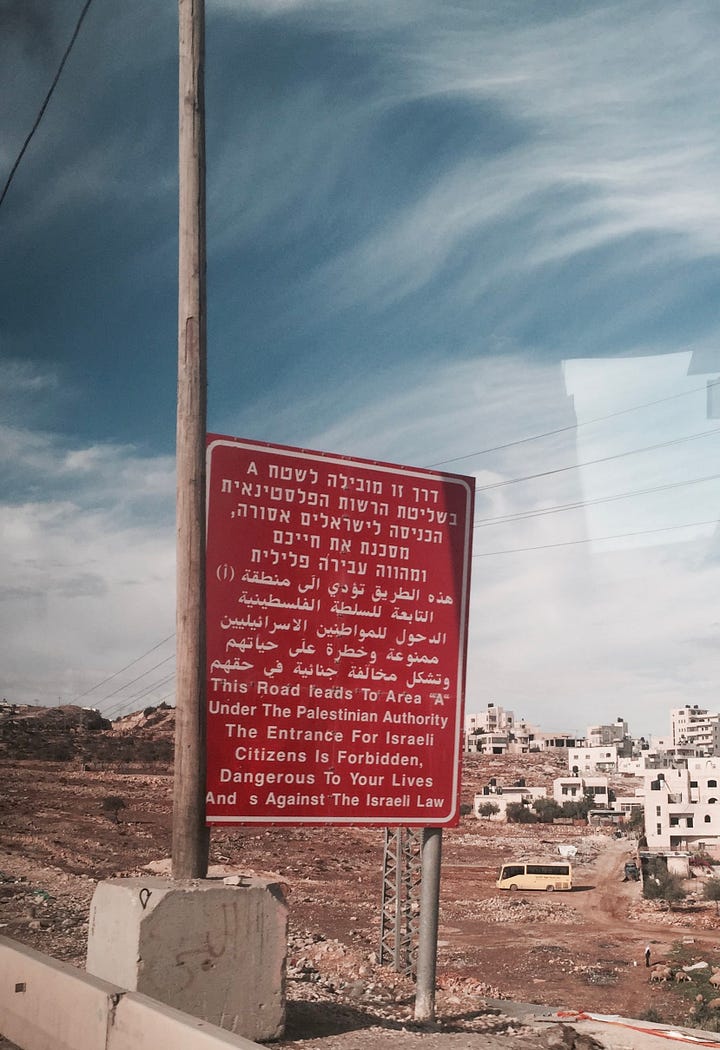 דרך זו מובילה לשטח A
בשליטת הרשות הפלסטינאית
הכניסה לישראלים אסורה,
מסכנת את חייכם
ומהווה עבירה פלילית
هذه الطريق تؤدي الى منطقة (أ)
التابعة للسلطة الفلسطينية
الدخول للمواطنين الاسرائيليين
ممنوعة وخطرة على حياتهم
وتشكل مخالفة جنائية في حقهم
This Road leads To Area "A"
Under The Palestinian Authority
The Entrance For Israeli
Citizens Is Forbidden,
Dangerous To Your Lives
And s Against The Israeli Law